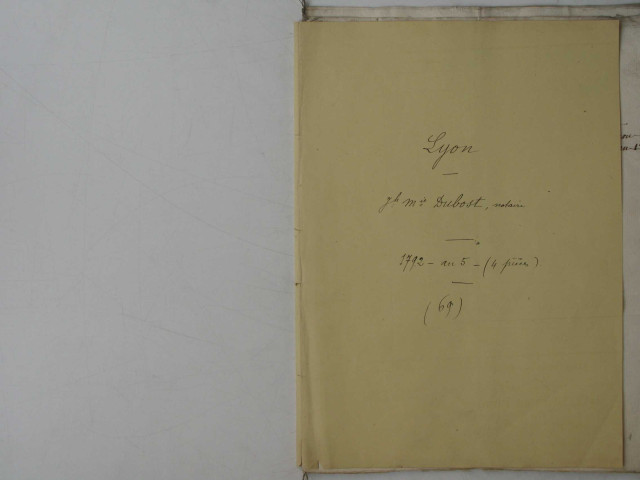 Lyon
Jh Mie Dubost, notaire
1792 - an 5 - (4 pièces)
(69)